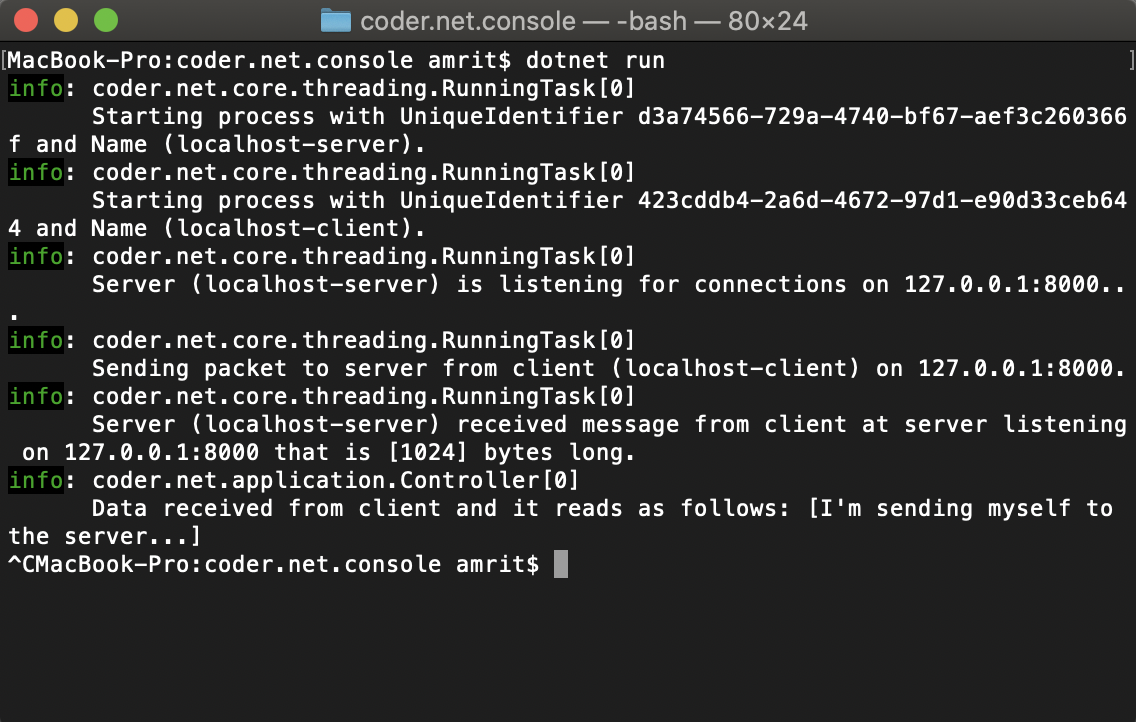 coder.net.console — -bash — 80×24
[MacBook-Pro:coder.net.console amrit$ dotnet run ]
info: coder.net.core.threading.RunningTask[0]
      Starting process with UniqueIdentifier d3a74566-729a-4740-bf67-aef3c260366
f and Name (localhost-server).
info: coder.net.core.threading.RunningTask[0]
      Starting process with UniqueIdentifier 423cddb4-2a6d-4672-97d1-e90d33ceb64
4 and Name (localhost-client).
info: coder.net.core.threading.RunningTask[0]
      Server (localhost-server) is listening for connections on 127.0.0.1:8000..
.
info: coder.net.core.threading.RunningTask[0]
      Sending packet to server from client (localhost-client) on 127.0.0.1:8000.
info: coder.net.core.threading.RunningTask[0]
      Server (localhost-server) received message from client at server listening
 on 127.0.0.1:8000 that is [1024] bytes long.
info: coder.net.application.Controller[0]
      Data received from client and it reads as follows: [I'm sending myself to
the server...]
^CMacBook-Pro:coder.net.console amrit$